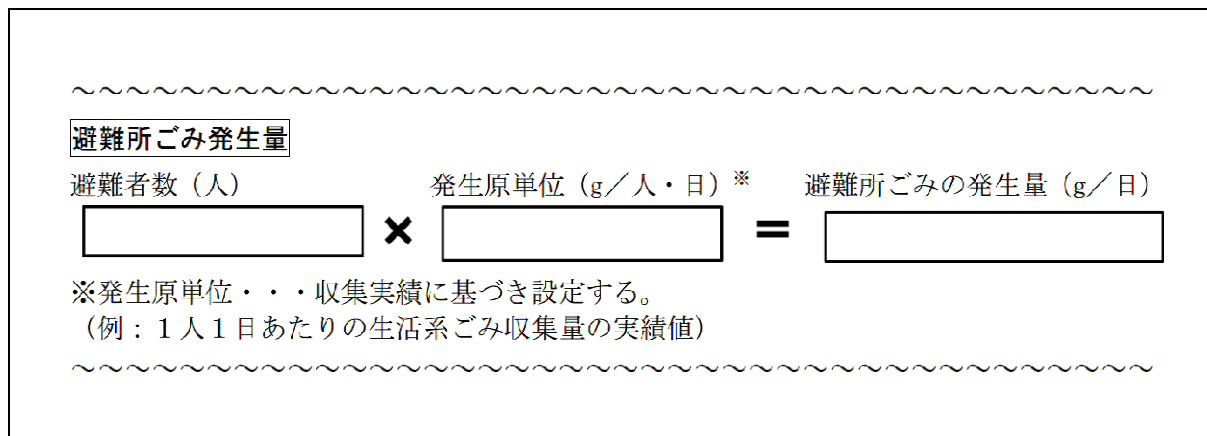 ～～～～～～～～～～～～～～～～～～～～～～～～～～～～～～～～～～～～～～～～
避難所ごみ発生量
避難者数（人） 発生原単位（g／人・日）※ 避難所ごみの発生量（g／日）
× ＝
※発生原単位・・・収集実績に基づき設定する。
（例：１人１日あたりの生活系ごみ収集量の実績値）
～～～～～～～～～～～～～～～～～～～～～～～～～～～～～～～～～～～～～～～～